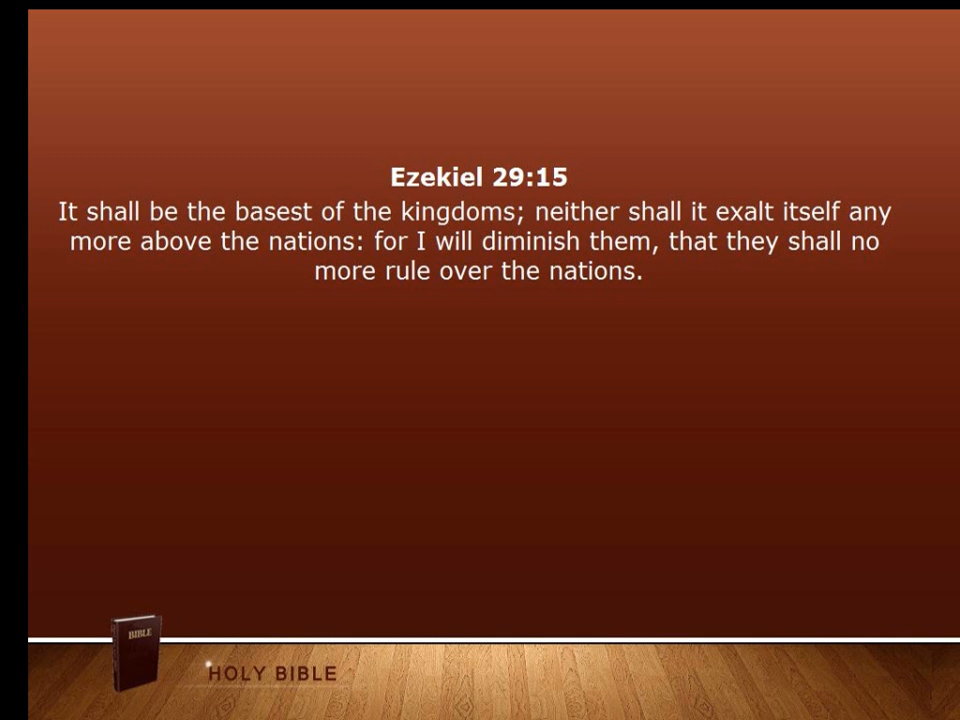 Ezekiel 29:15
It shall be the basest of the kingdoms; neither shall it exalt itself any
more above the nations: for I will diminish them, that they shall no
more rule over the nations.
BIBLE
HOLY BIBLE